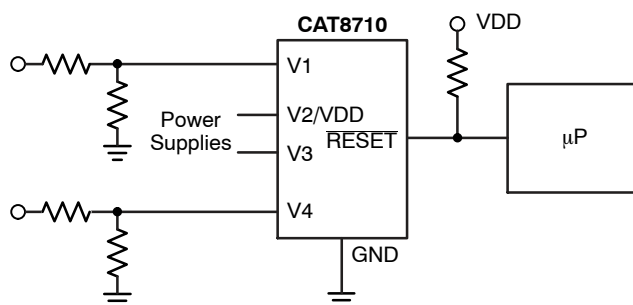 CAT8710
VDD
V1
Power
Supplies
V2/VDD
RESET
V3
μP
V4
GND